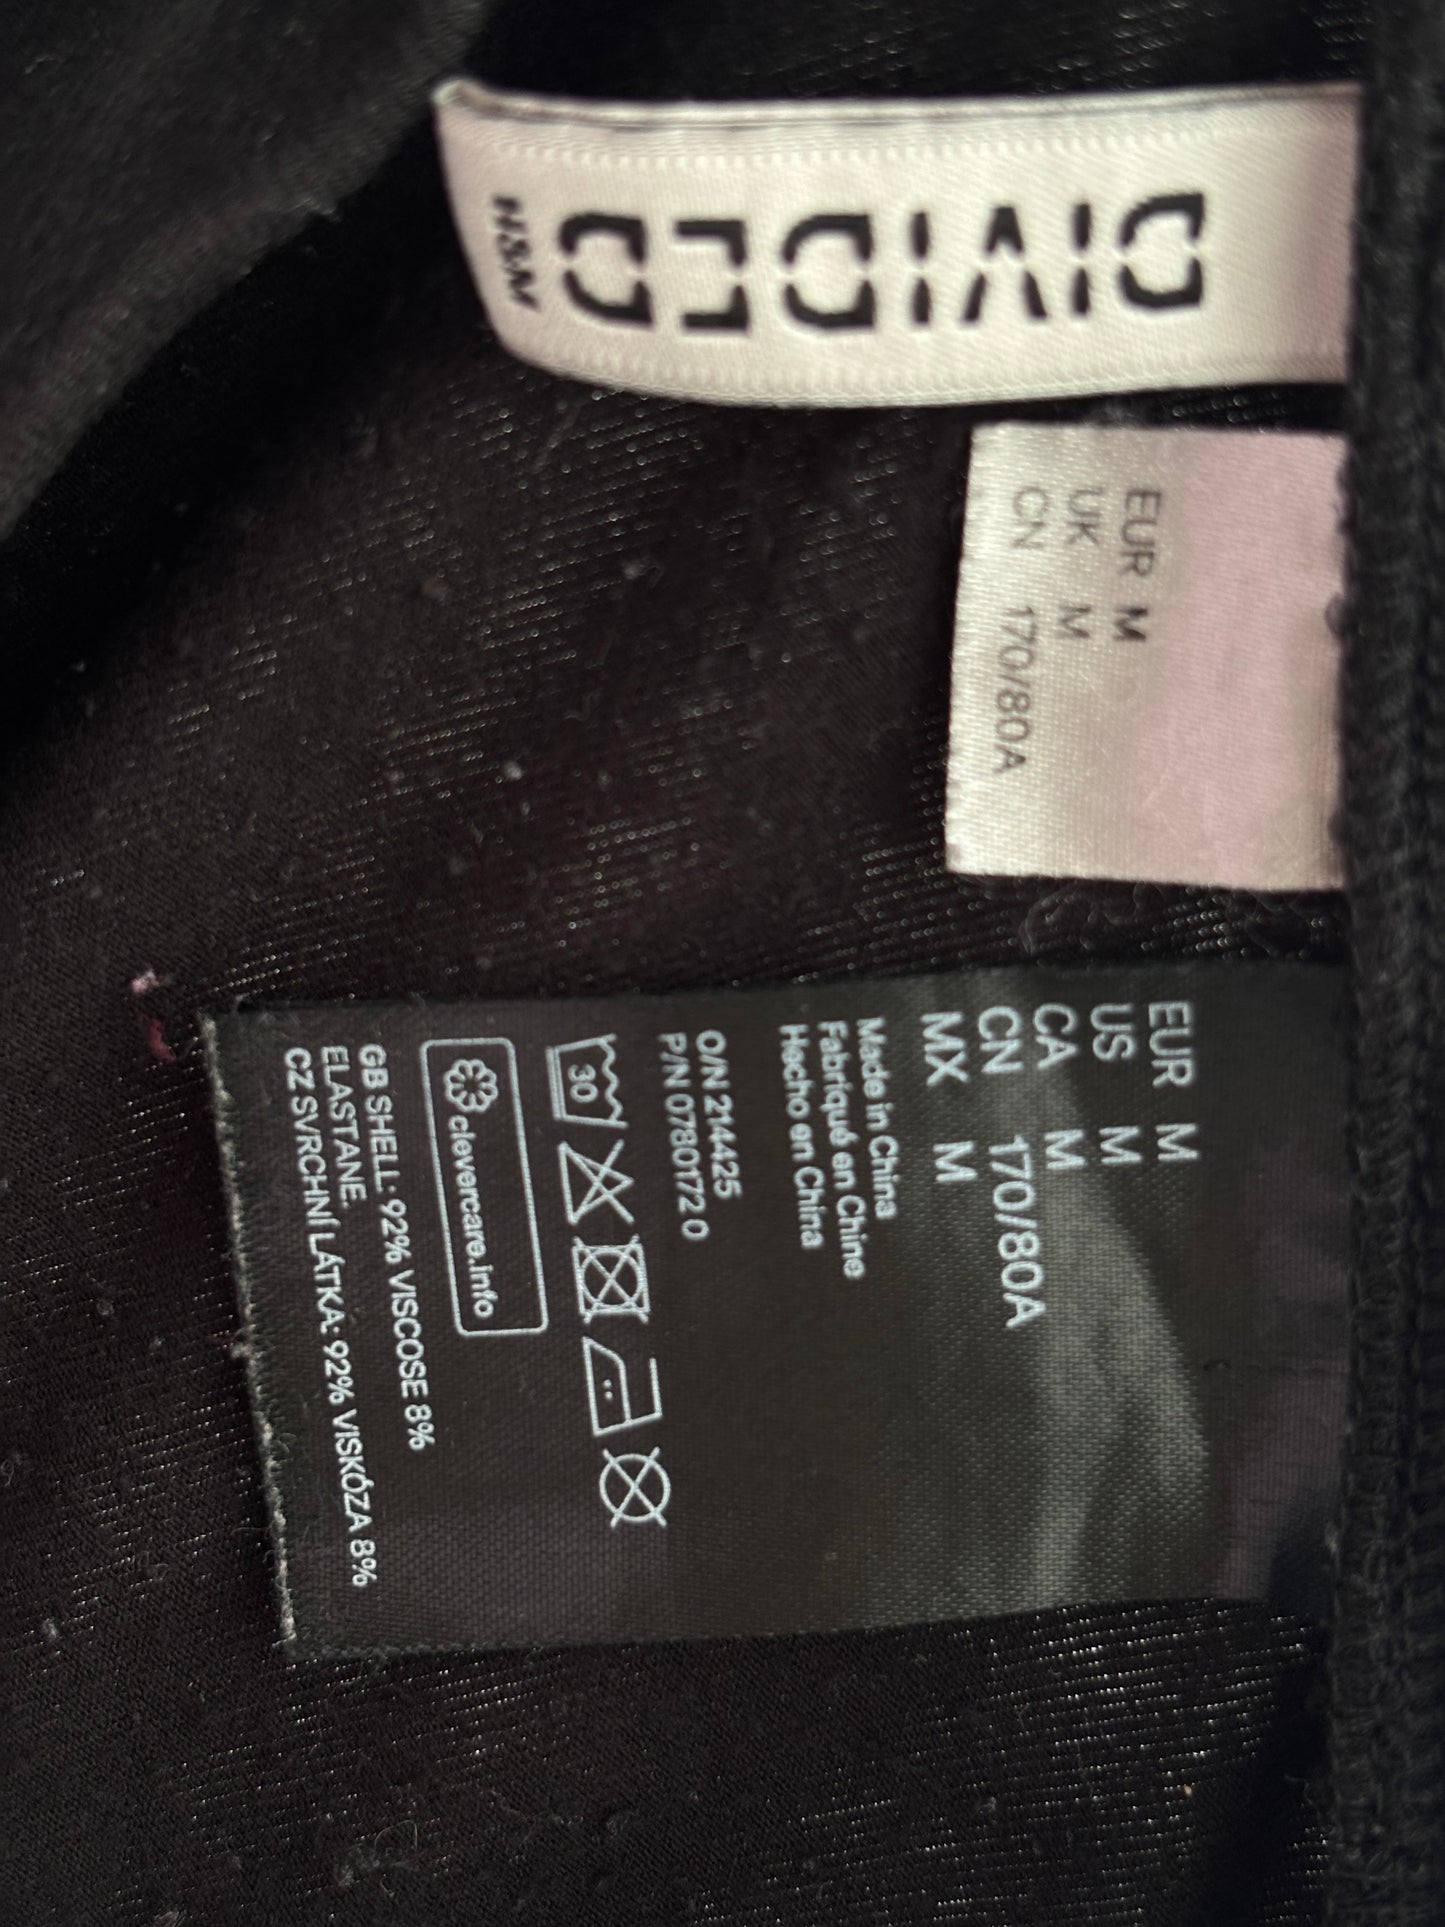 DIVIDED
H&M
EUR M
UK M
CN 170/80A
EUR M
US M
CA M
CN 170/80A
MX M
Made in China
Fabriqué en Chine
Hecho en China
O/N 214425
P/N 0780172 0
30
clevercare.info
GB SHELL: 92% VISCOSE 8%
ELASTANE.
CZ SVRCHNÍ LÁTKA: 92% VISKÓZA 8%